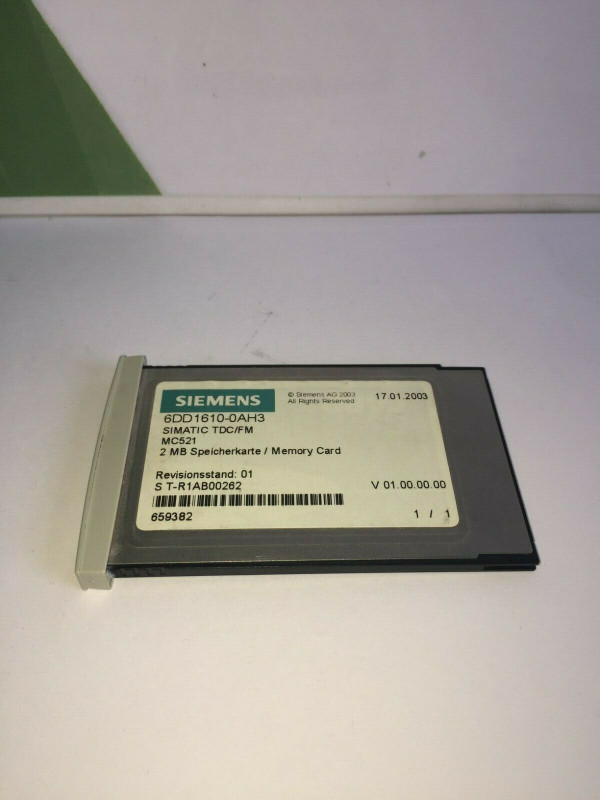 SIEMENS
© Siemens AG 2003
All Rights Reserved
17.01.2003
6DD1610-0AH3
SIMATIC TDC/FM
MC521
2 MB Speicherkarte / Memory Card
Revisionsstand: 01
S T-R1AB00262
V 01.00.00.00
659382
1 / 1